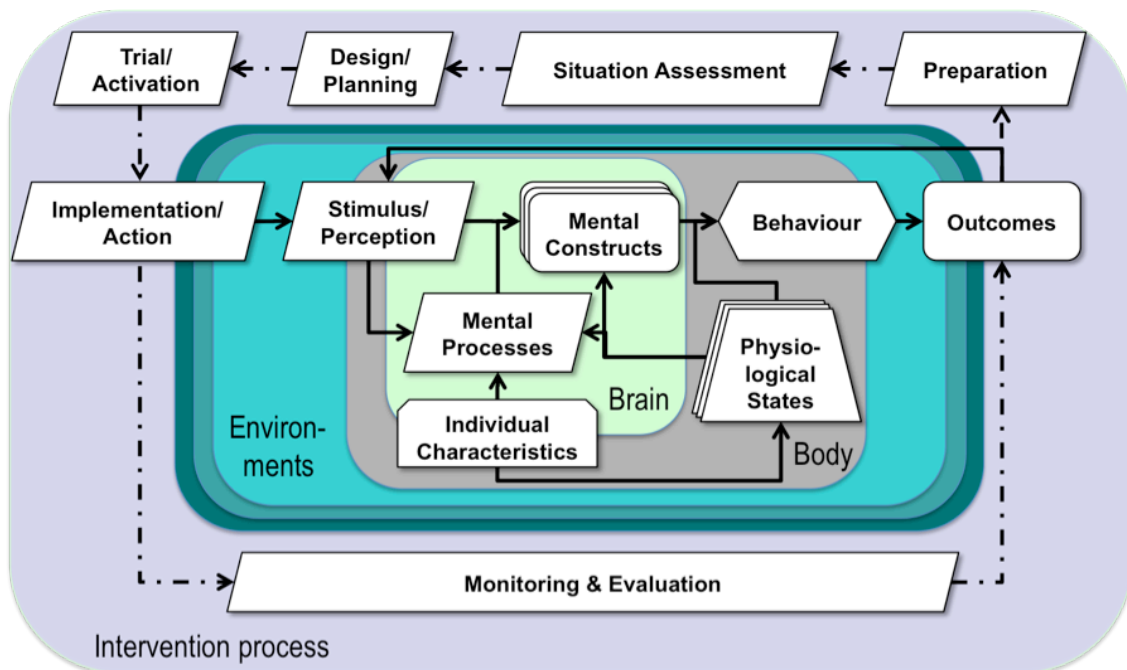 Trial/
Activation
Design/
Planning
Situation Assessment
Preparation
Implementation/
Action
Stimulus/
Perception
Mental
Constructs
Behaviour
Outcomes
Mental
Processes
Physio-
logical
States
Individual
Characteristics
Brain
Body
Environ-
ments
Monitoring & Evaluation
Intervention process